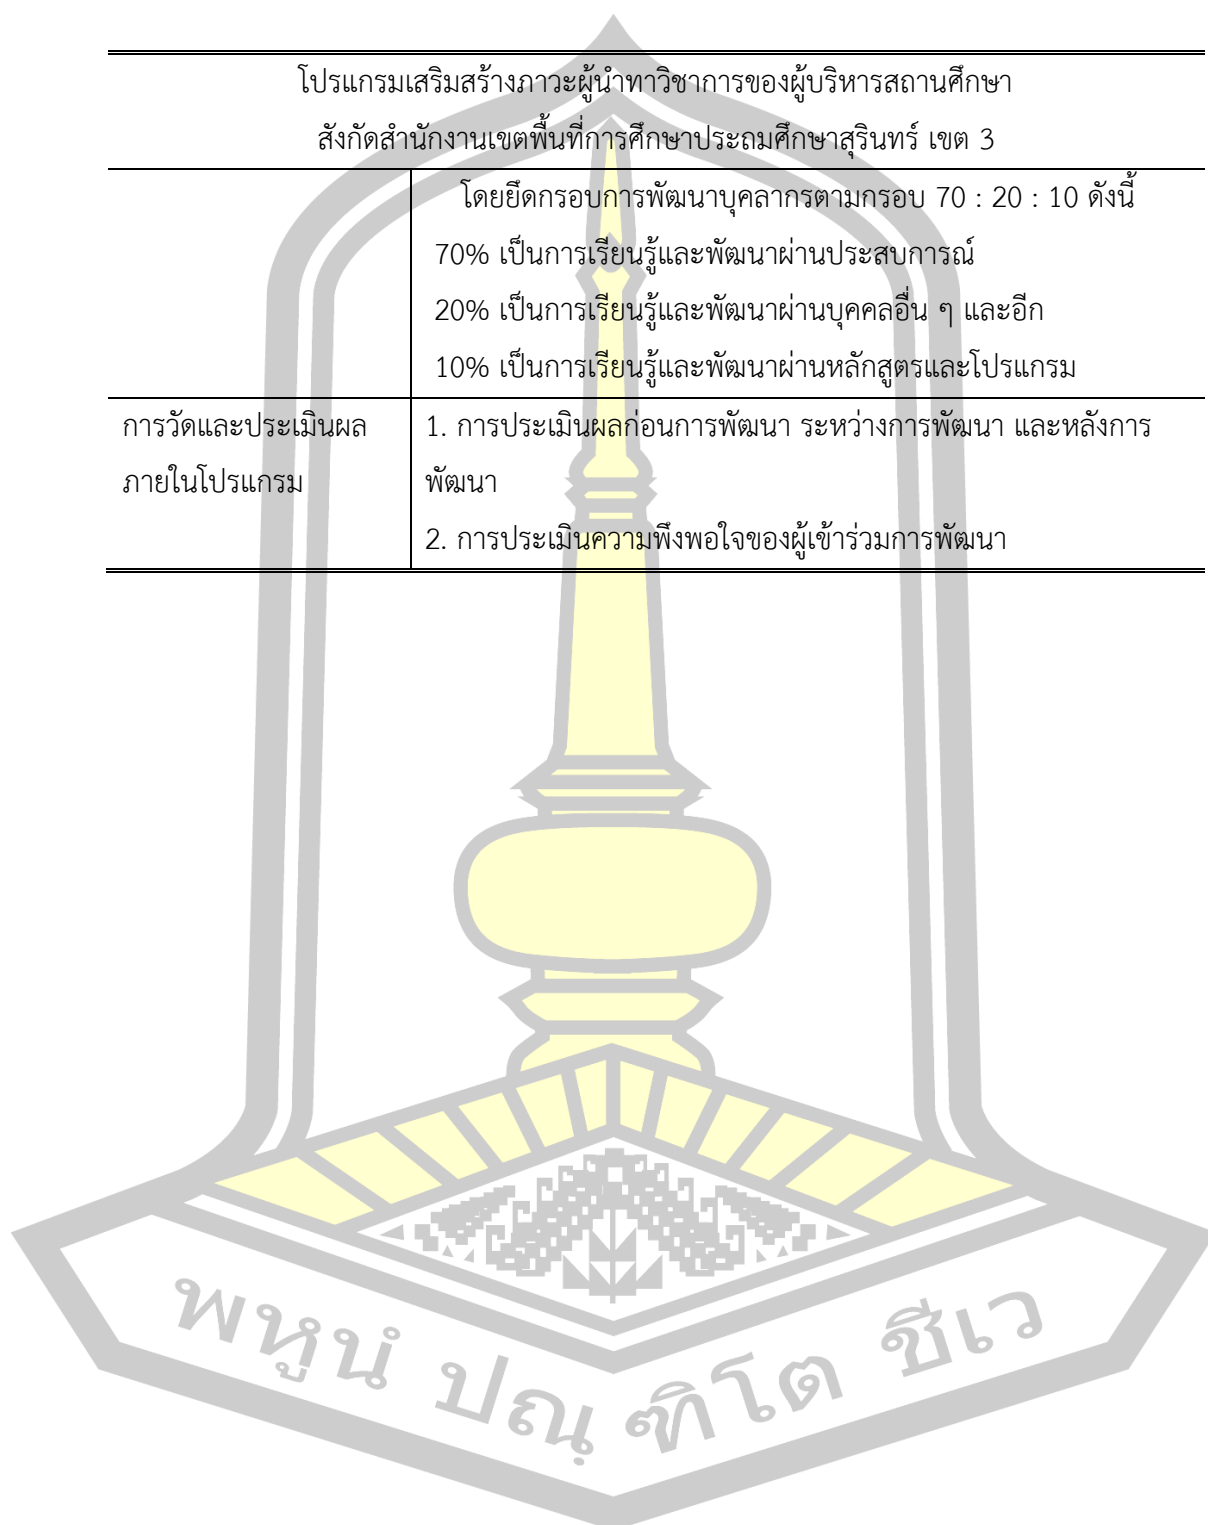 โปรแกรมเสริมสร้างภาวะผู้นำทาวิชาการของผู้บริหารสถานศึกษา
สังกัดสำนักงานเขตพื้นที่การศึกษาประถมศึกษาสุรินทร์ เขต 3
โดยยึดกรอบการพัฒนาบุคลากรตามกรอบ 70 : 20 : 10 ดังนี้
70% เป็นการเรียนรู้และพัฒนาผ่านประสบการณ์
20% เป็นการเรียนรู้และพัฒนาผ่านบุคคลอื่น ๆ และอีก
10% เป็นการเรียนรู้และพัฒนาผ่านหลักสูตรและโปรแกรม
การวัดและประเมินผล
ภายในโปรแกรม
1. การประเมินผลก่อนการพัฒนา ระหว่างการพัฒนา และหลังการ
พัฒนา
2. การประเมินความพึงพอใจของผู้เข้าร่วมการพัฒนา
พหูนํ ปณฺฑิโต ชีเว